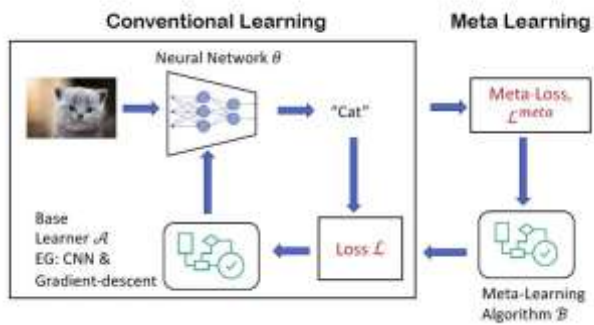 Conventional Learning
Meta Learning
Neural Network θ
"Cat"
Meta-Loss,
ℒ^meta
Base
Learner 𝒜
EG: CNN &
Gradient-descent
Loss ℒ
Meta-Learning
Algorithm ℬ